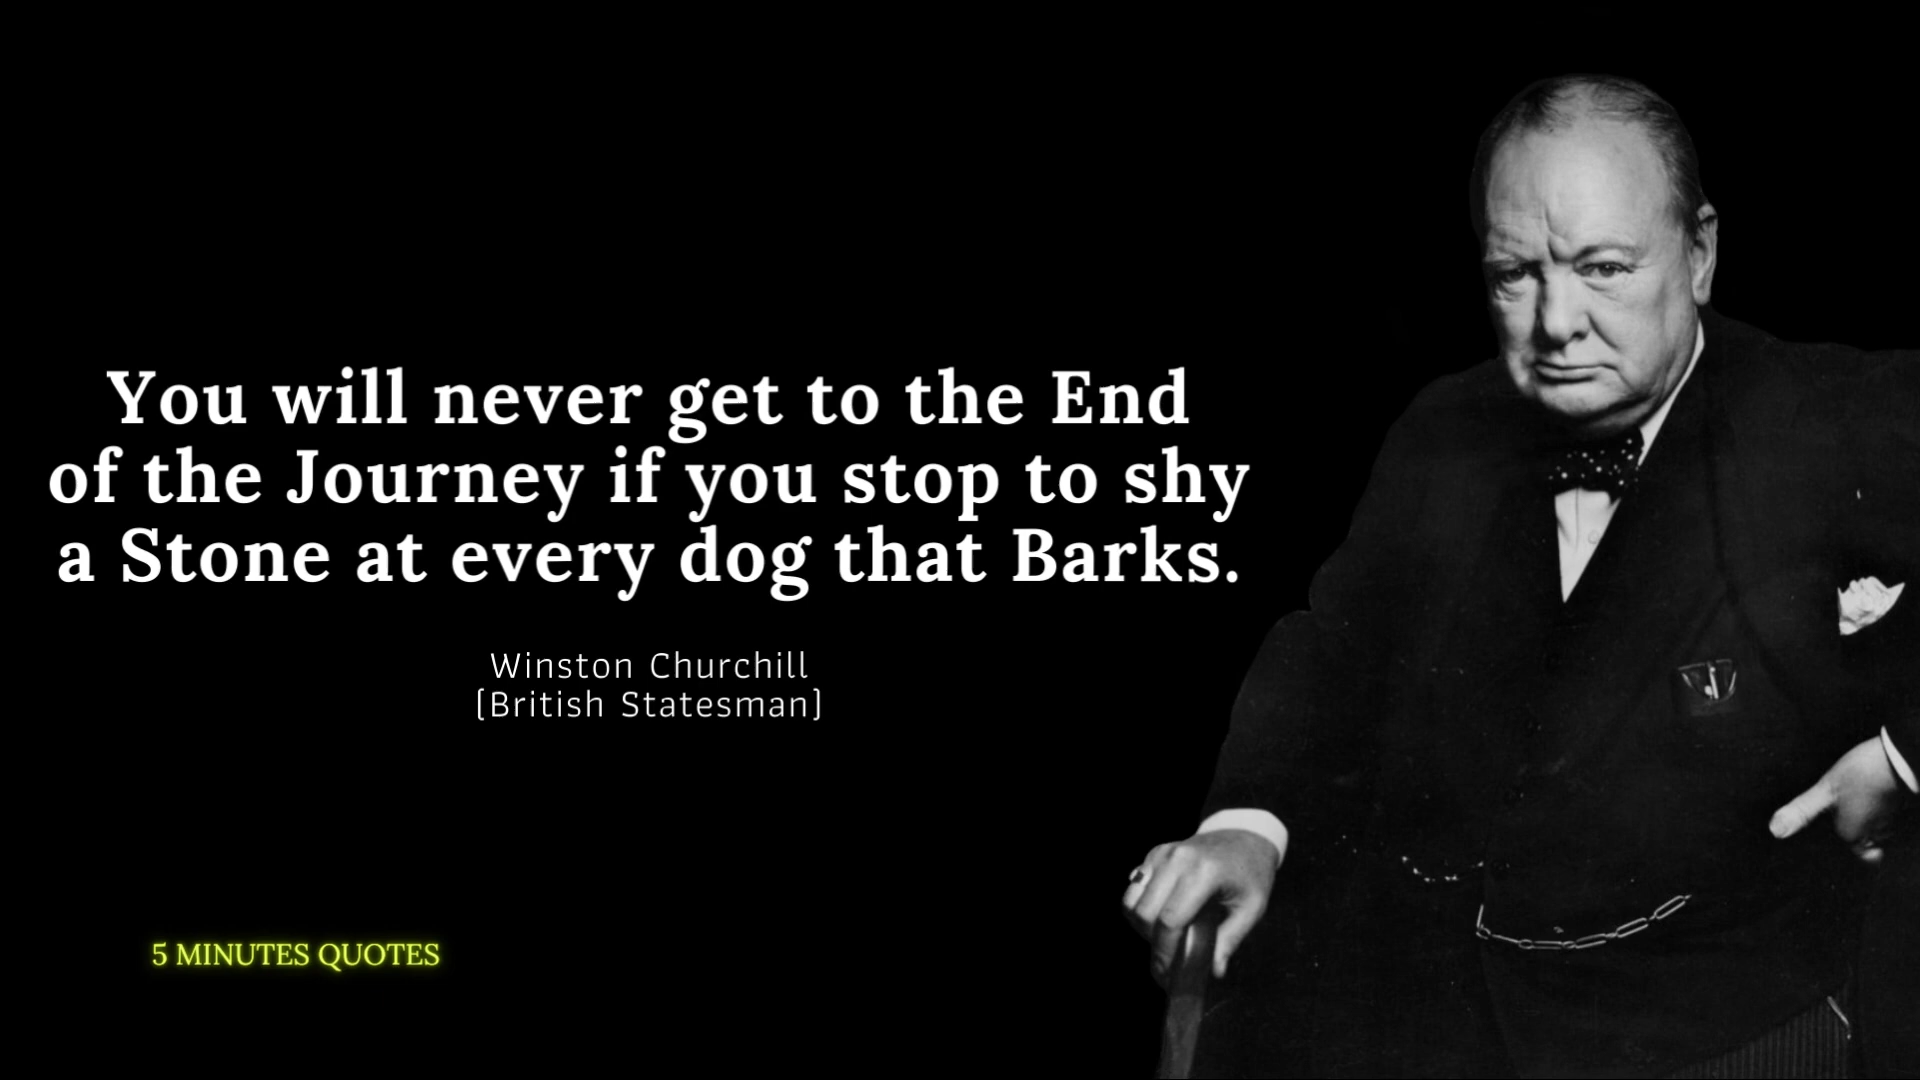 You will never get to the End
of the Journey if you stop to shy
a Stone at every dog that Barks.
Winston Churchill
[British Statesman]
5 MINUTES QUOTES